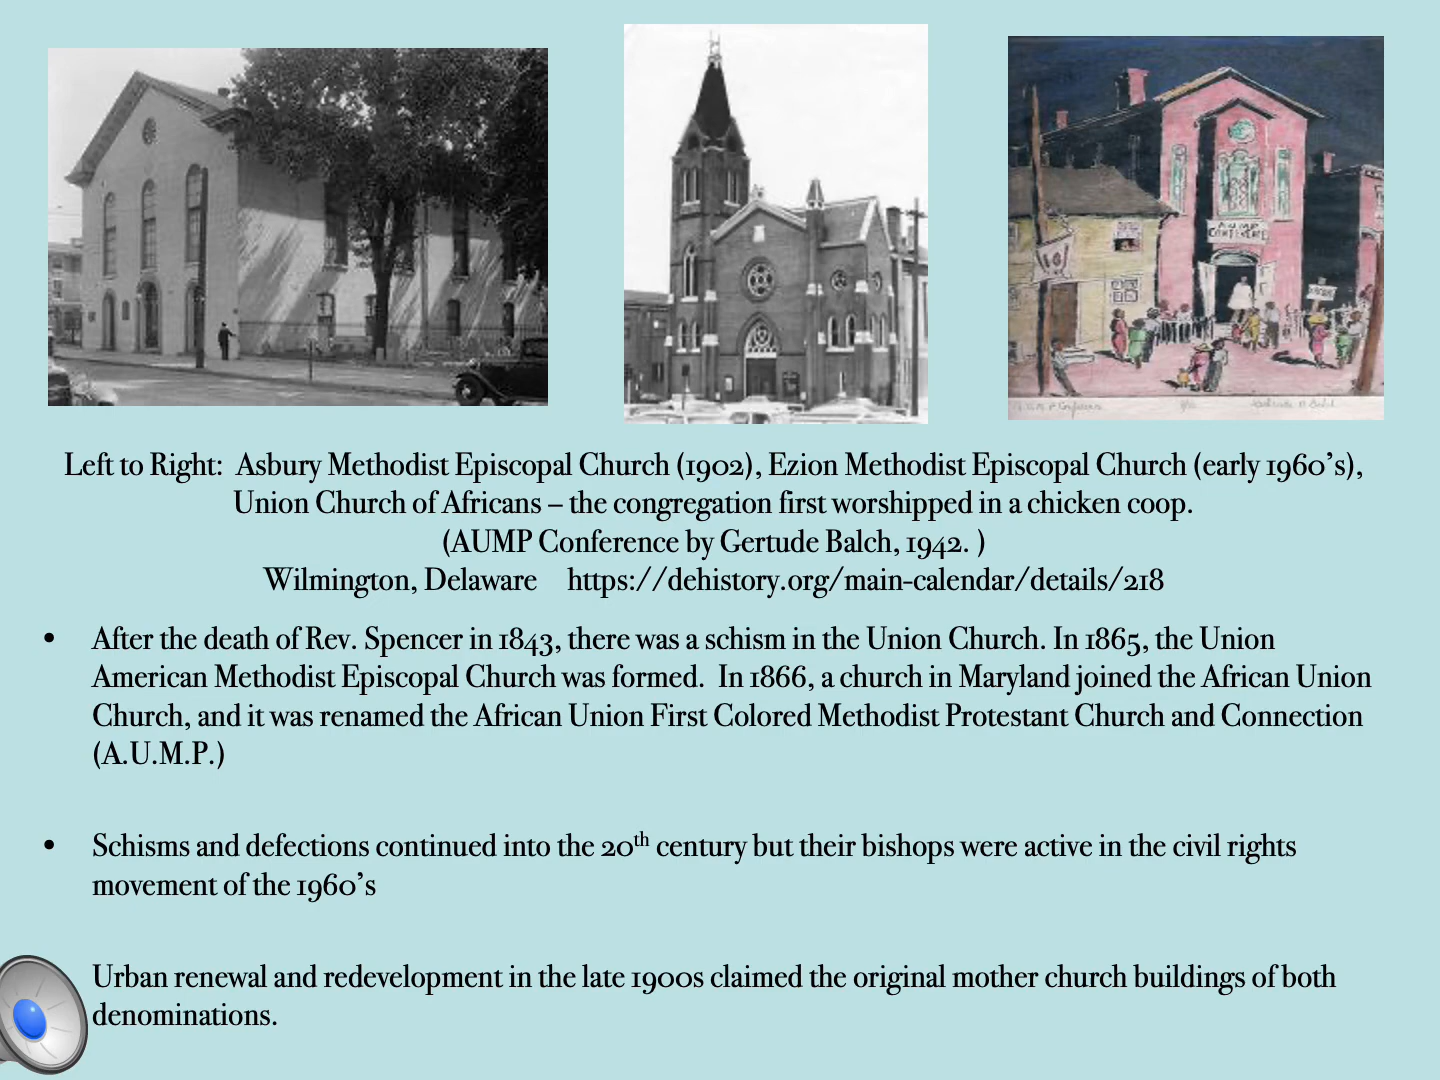 A.U.M.P.
CONFERENCE
Left to Right:  Asbury Methodist Episcopal Church (1902), Ezion Methodist Episcopal Church (early 1960’s),
Union Church of Africans – the congregation first worshipped in a chicken coop.
(AUMP Conference by Gertude Balch, 1942. )
Wilmington, Delaware    https://dehistory.org/main-calendar/details/218
• After the death of Rev. Spencer in 1843, there was a schism in the Union Church. In 1865, the Union
American Methodist Episcopal Church was formed.  In 1866, a church in Maryland joined the African Union
Church, and it was renamed the African Union First Colored Methodist Protestant Church and Connection
(A.U.M.P.)
• Schisms and defections continued into the 20th century but their bishops were active in the civil rights
movement of the 1960’s
Urban renewal and redevelopment in the late 1900s claimed the original mother church buildings of both
denominations.